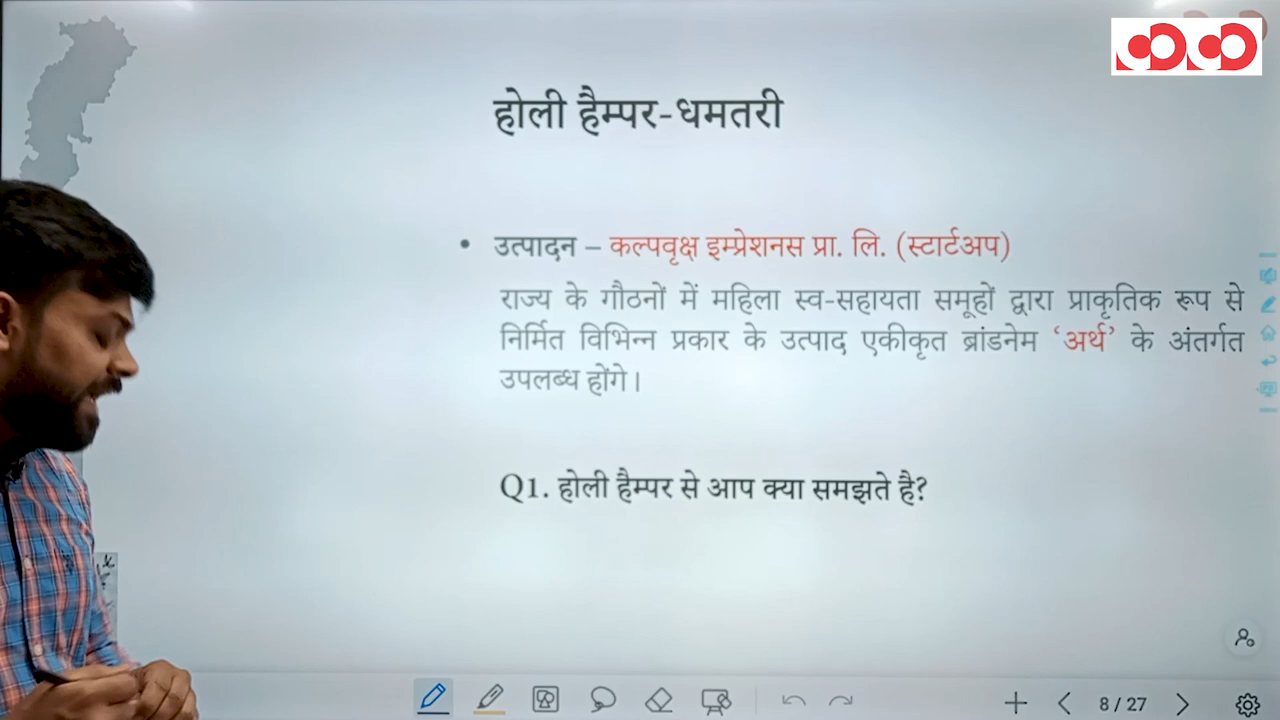 होली हैम्पर-धमतरी
• उत्पादन – कल्पवृक्ष इम्प्रेशनस प्रा. लि. (स्टार्टअप)
राज्य के गौठनों में महिला स्व-सहायता समूहों द्वारा प्राकृतिक रूप से
निर्मित विभिन्न प्रकार के उत्पाद एकीकृत ब्रांडनेम ‘अर्थ’ के अंतर्गत
उपलब्ध होंगे।
Q1. होली हैम्पर से आप क्या समझते है?
8 / 27